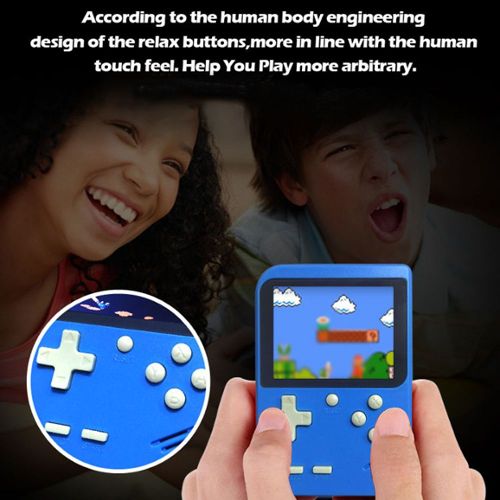 According to the human body engineering
design of the relax buttons,more in line with the human
touch feel. Help You Play more arbitrary.